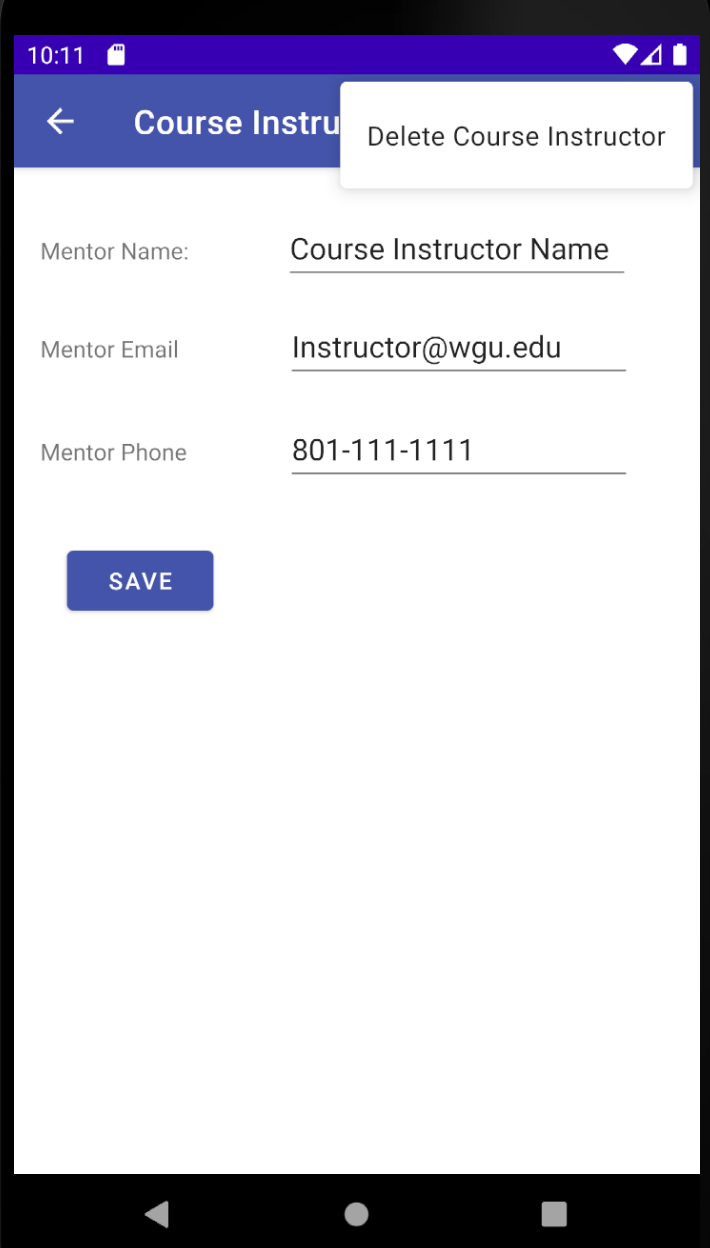 10:11
Course Instru
Delete Course Instructor
Mentor Name:
Course Instructor Name
Mentor Email
Instructor@wgu.edu
Mentor Phone
801-111-1111
SAVE